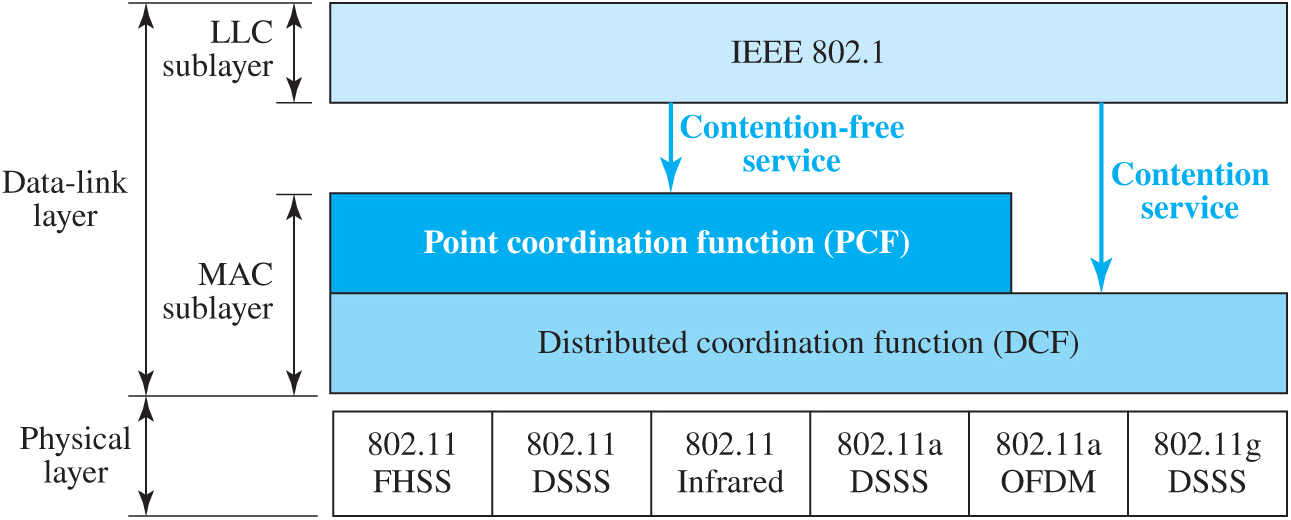 LLC
sublayer
IEEE 802.1
Contention-free
service
Contention
service
Data-link
layer
Point coordination function (PCF)
MAC
sublayer
Distributed coordination function (DCF)
Physical
layer
802.11
FHSS
802.11
DSSS
802.11
Infrared
802.11a
DSSS
802.11a
OFDM
802.11g
DSSS